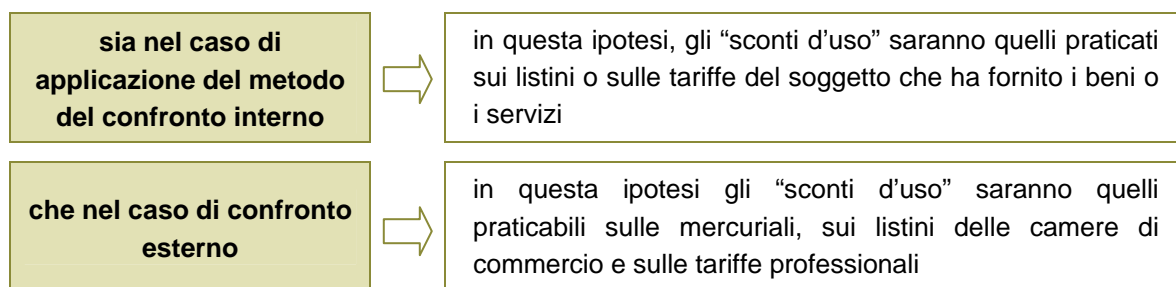 sia nel caso di
applicazione del metodo
del confronto interno
in questa ipotesi, gli “sconti d’uso” saranno quelli praticati
sui listini o sulle tariffe del soggetto che ha fornito i beni o
i servizi
che nel caso di confronto
esterno
in questa ipotesi gli “sconti d’uso” saranno quelli
praticabili sulle mercuriali, sui listini delle camere di
commercio e sulle tariffe professionali